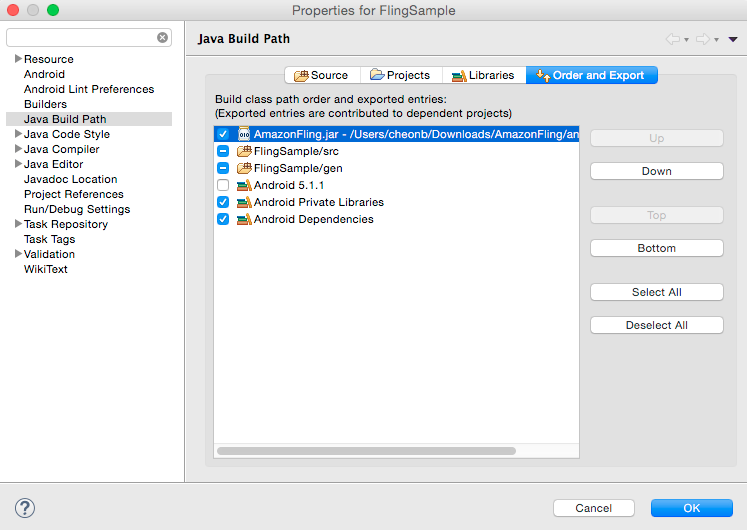 Properties for FlingSample
Resource
Android
Android Lint Preferences
Builders
Java Build Path
Java Code Style
Java Compiler
Java Editor
Javadoc Location
Project References
Run/Debug Settings
Task Repository
Task Tags
Validation
WikiText
Java Build Path
Source Projects Libraries Order and Export
Build class path order and exported entries:
(Exported entries are contributed to dependent projects)
AmazonFling.jar - /Users/cheonb/Downloads/AmazonFling/an
FlingSample/src
FlingSample/gen
Android 5.1.1
Android Private Libraries
Android Dependencies
Up
Down
Top
Bottom
Select All
Deselect All
?
Cancel OK